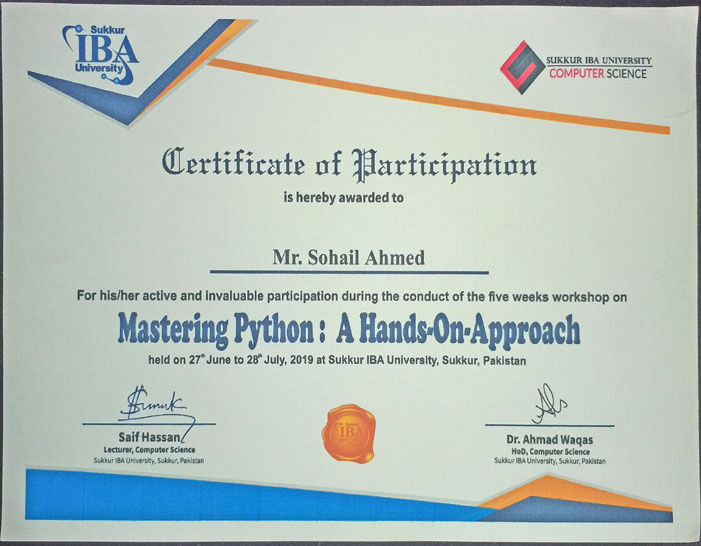 Sukkur
IBA
University
SUKKUR IBA UNIVERSITY
COMPUTER SCIENCE
Certificate of Participation
is hereby awarded to
Mr. Sohail Ahmed
For his/her active and invaluable participation during the conduct of the five weeks workshop on
Mastering Python : A Hands-On-Approach
held on 27th June to 28th July, 2019 at Sukkur IBA University, Sukkur, Pakistan
Saif Hassan
Lecturer, Computer Science
Sukkur IBA University, Sukkur, Pakistan
IBA
Dr. Ahmad Waqas
HoD, Computer Science
Sukkur IBA University, Sukkur, Pakistan